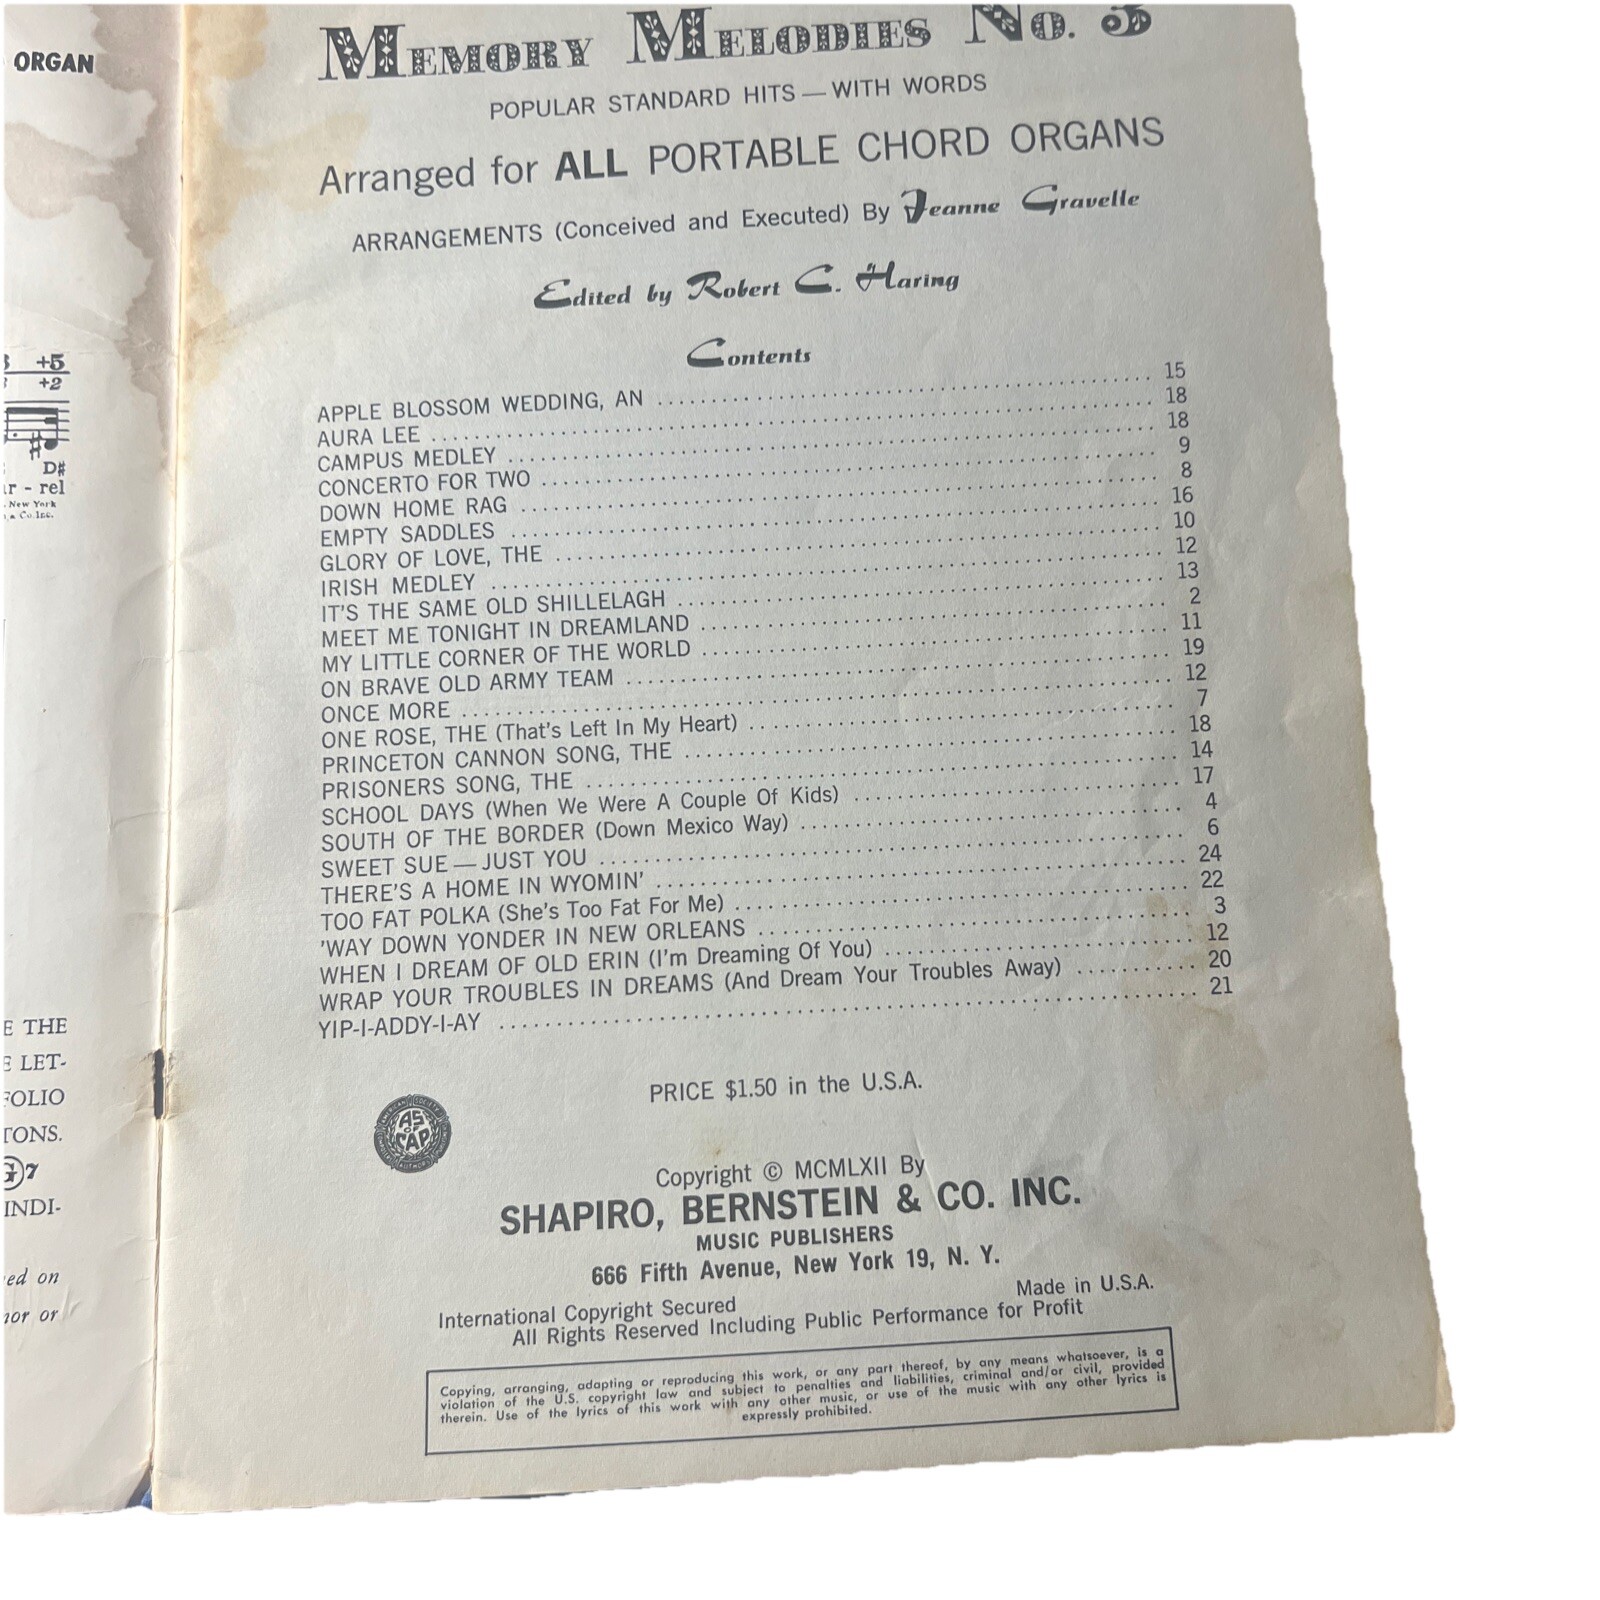 ORGAN
+5
+2
D#
r - rel
New York
& Co. Inc.
E THE
E LET-
FOLIO
TONS.
G7
INDI-
ed on
nor or
MEMORY MELODIES NO. 3
POPULAR STANDARD HITS — WITH WORDS
Arranged for ALL PORTABLE CHORD ORGANS
ARRANGEMENTS (Conceived and Executed) By Jeanne Gravelle
Edited by Robert C. Haring
Contents
APPLE BLOSSOM WEDDING, AN 15
AURA LEE 18
CAMPUS MEDLEY 18
CONCERTO FOR TWO 9
DOWN HOME RAG 8
EMPTY SADDLES 16
GLORY OF LOVE, THE 10
IRISH MEDLEY 12
IT'S THE SAME OLD SHILLELAGH 13
MEET ME TONIGHT IN DREAMLAND 2
MY LITTLE CORNER OF THE WORLD 11
ON BRAVE OLD ARMY TEAM 19
ONCE MORE 12
ONE ROSE, THE (That's Left In My Heart) 7
PRINCETON CANNON SONG, THE 18
PRISONERS SONG, THE 14
SCHOOL DAYS (When We Were A Couple Of Kids) 17
SOUTH OF THE BORDER (Down Mexico Way) 4
SWEET SUE — JUST YOU 6
THERE'S A HOME IN WYOMIN' 24
TOO FAT POLKA (She's Too Fat For Me) 22
'WAY DOWN YONDER IN NEW ORLEANS 3
WHEN I DREAM OF OLD ERIN (I'm Dreaming Of You) 12
WRAP YOUR TROUBLES IN DREAMS (And Dream Your Troubles Away) 20
YIP-I-ADDY-I-AY 21
PRICE $1.50 in the U.S.A.
AMERICAN SOCIETY
AS OF CAP
Copyright © MCMLXII By
SHAPIRO, BERNSTEIN & CO. INC.
MUSIC PUBLISHERS
666 Fifth Avenue, New York 19, N. Y.
Made in U.S.A.
International Copyright Secured
All Rights Reserved Including Public Performance for Profit
Copying, arranging, adapting or reproducing this work, or any part thereof, by any means whatsoever, is a
violation of the U.S. copyright law and subject to penalties and liabilities, criminal and/or civil, provided
therein. Use of the lyrics of this work with any other music, or use of the music with any other lyrics is
expressly prohibited.